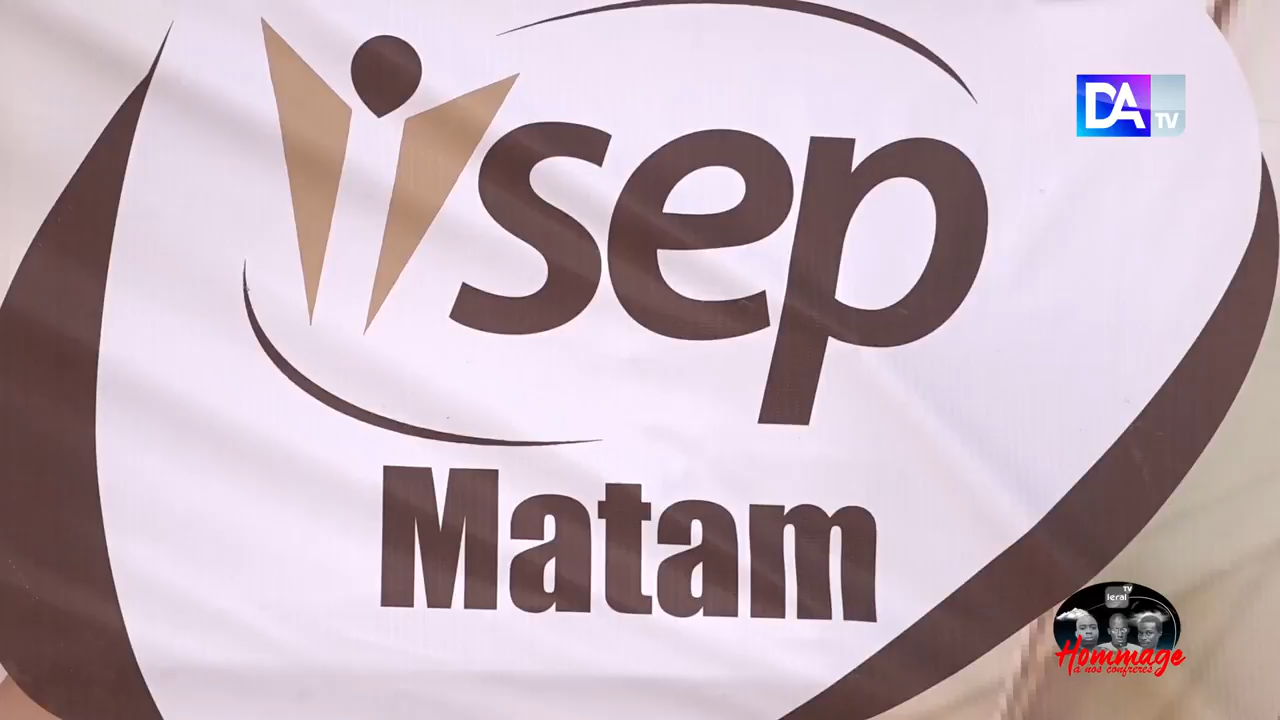 isep
Matam
DA TV
leral TV
Hommage
à nos confrères